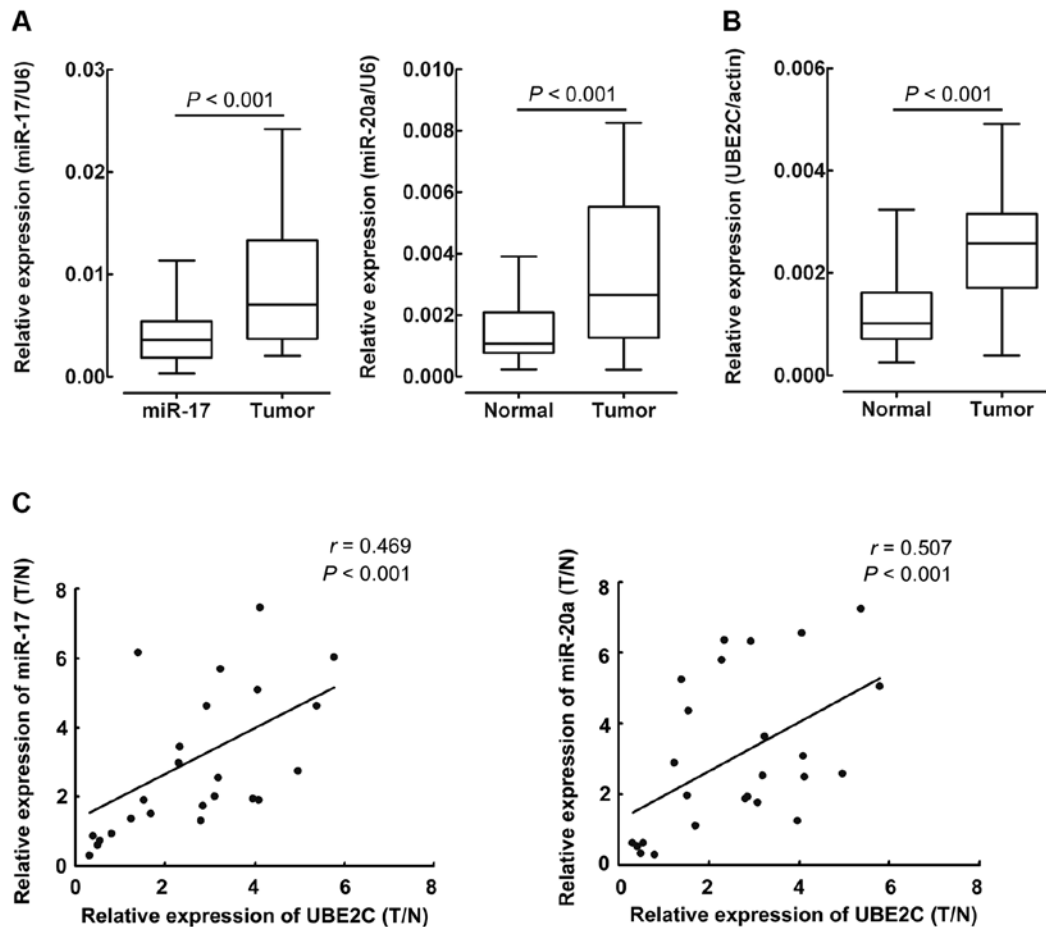 A
B
Relative expression (miR-17/U6)
0.03
0.02
0.01
0.00
P < 0.001
miR-17 Tumor
Relative expression (miR-20a/U6)
0.010
0.008
0.006
0.004
0.002
0.000
P < 0.001
Normal Tumor
Relative expression (UBE2C/actin)
0.006
0.004
0.002
0.000
P < 0.001
Normal Tumor
C
r = 0.469
P < 0.001
Relative expression of miR-17 (T/N)
8
6
4
2
0
0 2 4 6 8
Relative expression of UBE2C (T/N)
r = 0.507
P < 0.001
Relative expression of miR-20a (T/N)
8
6
4
2
0
0 2 4 6 8
Relative expression of UBE2C (T/N)